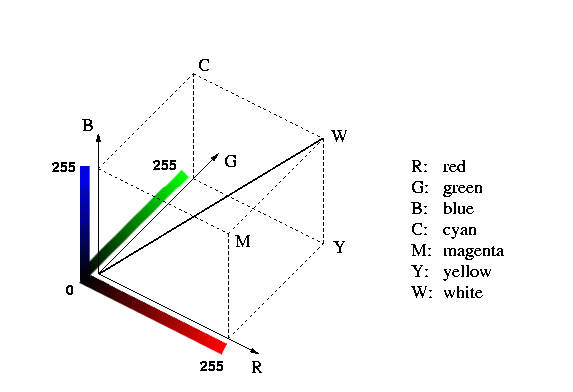 C
B
W
255
255
G
R: red
G: green
B: blue
C: cyan
M: magenta
Y: yellow
W: white
M
Y
0
255
R